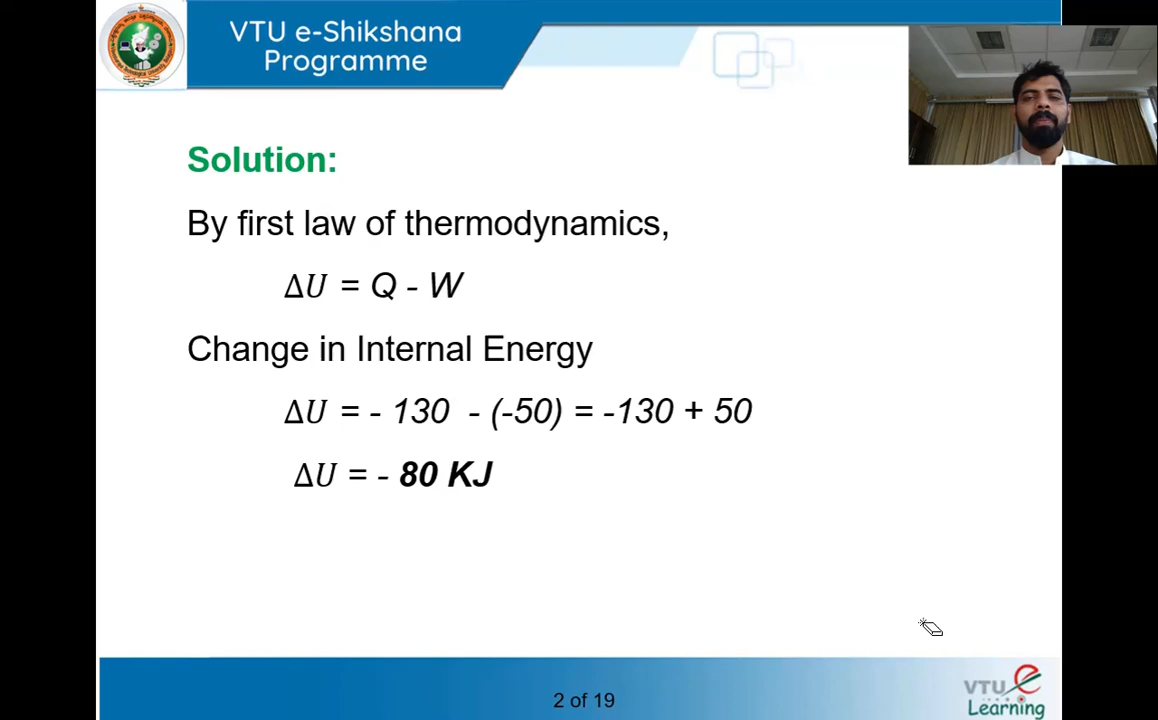 VTU e-Shikshana
Programme
Solution:
By first law of thermodynamics,
ΔU = Q - W
Change in Internal Energy
ΔU = - 130 - (-50) = -130 + 50
ΔU = - 80 KJ
2 of 19
VTU e
Learning